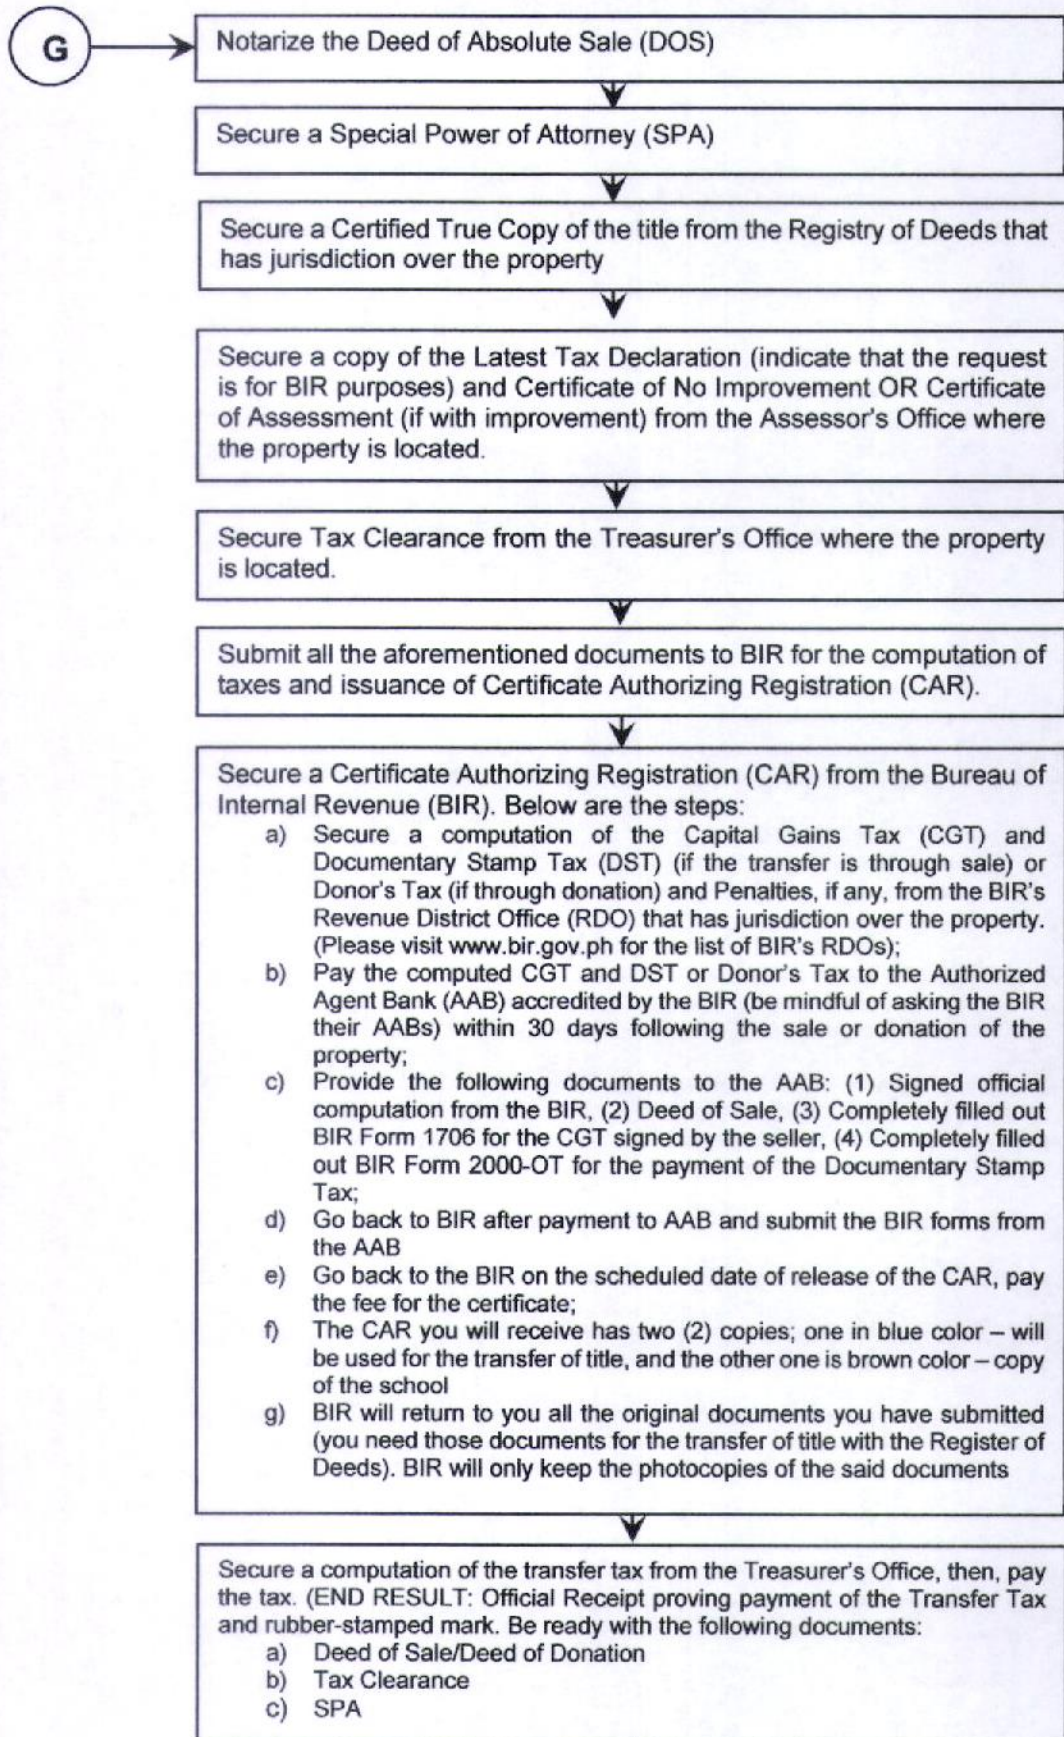 G
Notarize the Deed of Absolute Sale (DOS)
Secure a Special Power of Attorney (SPA)
Secure a Certified True Copy of the title from the Registry of Deeds that
has jurisdiction over the property
Secure a copy of the Latest Tax Declaration (indicate that the request
is for BIR purposes) and Certificate of No Improvement OR Certificate
of Assessment (if with improvement) from the Assessor's Office where
the property is located.
Secure Tax Clearance from the Treasurer's Office where the property
is located.
Submit all the aforementioned documents to BIR for the computation of
taxes and issuance of Certificate Authorizing Registration (CAR).
Secure a Certificate Authorizing Registration (CAR) from the Bureau of
Internal Revenue (BIR). Below are the steps:
a) Secure a computation of the Capital Gains Tax (CGT) and
Documentary Stamp Tax (DST) (if the transfer is through sale) or
Donor's Tax (if through donation) and Penalties, if any, from the BIR's
Revenue District Office (RDO) that has jurisdiction over the property.
(Please visit www.bir.gov.ph for the list of BIR's RDOs);
b) Pay the computed CGT and DST or Donor's Tax to the Authorized
Agent Bank (AAB) accredited by the BIR (be mindful of asking the BIR
their AABs) within 30 days following the sale or donation of the
property;
c) Provide the following documents to the AAB: (1) Signed official
computation from the BIR, (2) Deed of Sale, (3) Completely filled out
BIR Form 1706 for the CGT signed by the seller, (4) Completely filled
out BIR Form 2000-OT for the payment of the Documentary Stamp
Tax;
d) Go back to BIR after payment to AAB and submit the BIR forms from
the AAB
e) Go back to the BIR on the scheduled date of release of the CAR, pay
the fee for the certificate;
f) The CAR you will receive has two (2) copies; one in blue color – will
be used for the transfer of title, and the other one is brown color – copy
of the school
g) BIR will return to you all the original documents you have submitted
(you need those documents for the transfer of title with the Register of
Deeds). BIR will only keep the photocopies of the said documents
Secure a computation of the transfer tax from the Treasurer's Office, then, pay
the tax. (END RESULT: Official Receipt proving payment of the Transfer Tax
and rubber-stamped mark. Be ready with the following documents:
a) Deed of Sale/Deed of Donation
b) Tax Clearance
c) SPA